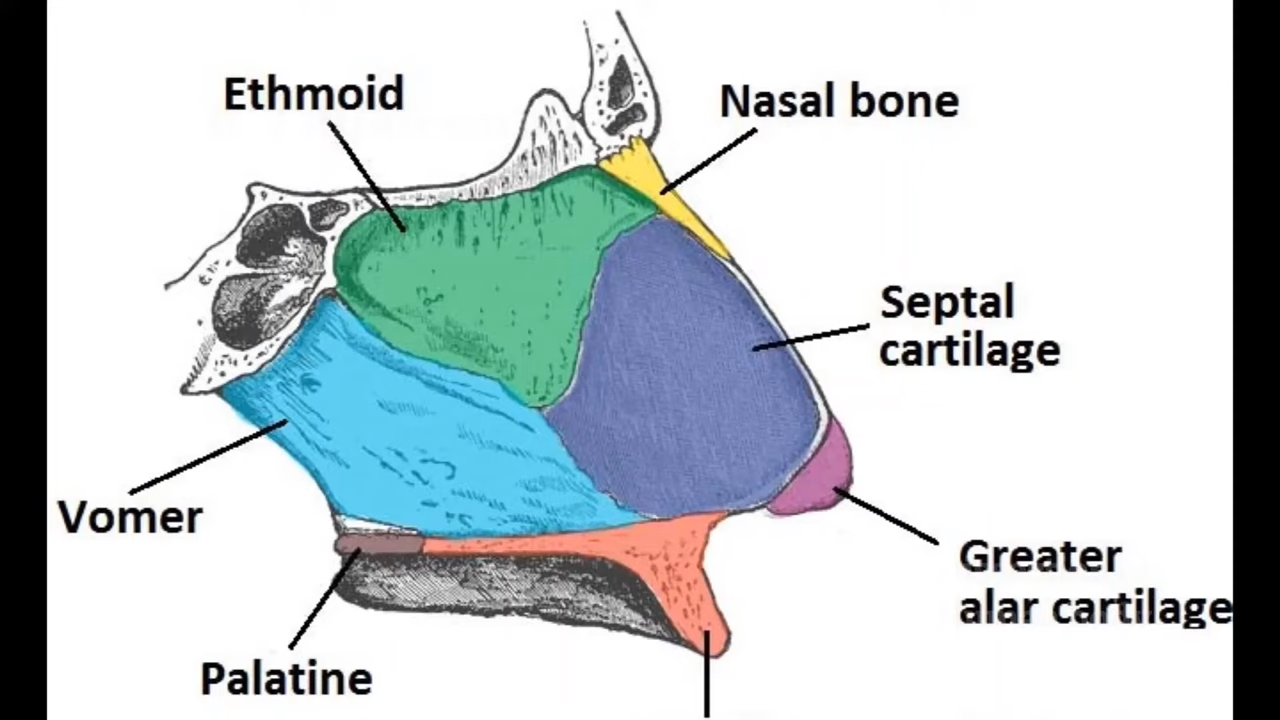 Ethmoid
Nasal bone
Septal
cartilage
Vomer
Greater
alar cartilage
Palatine